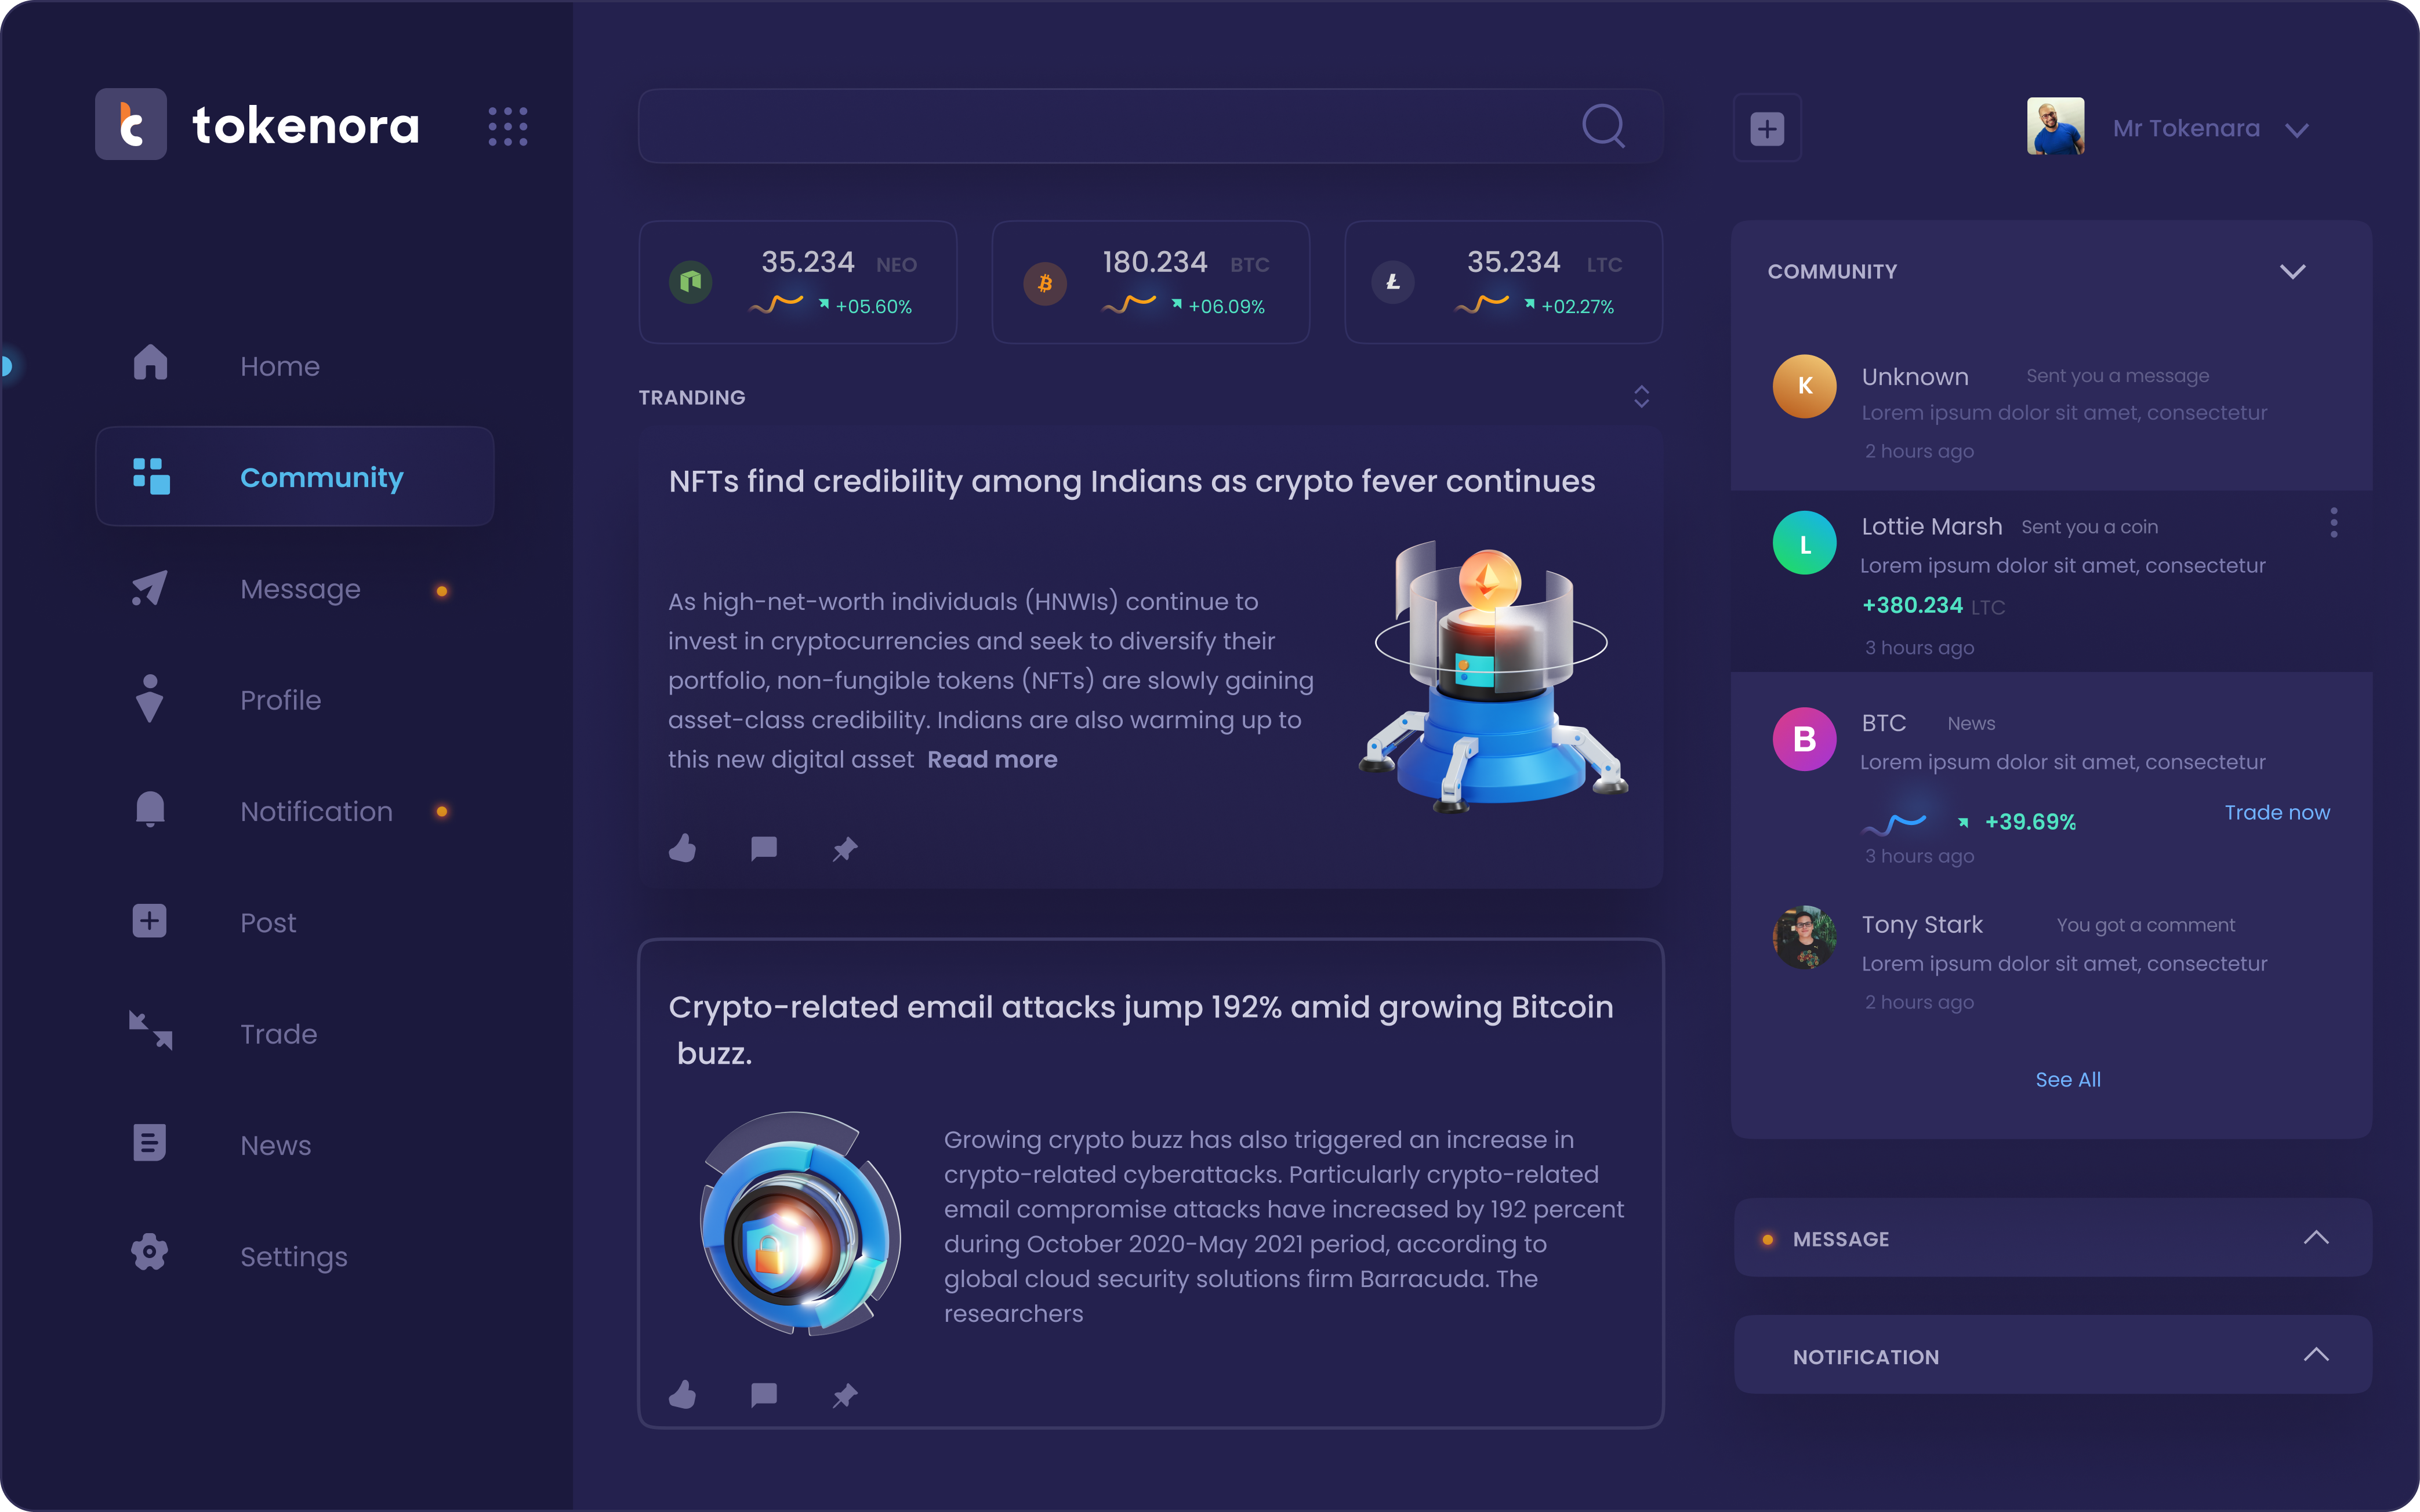 tokenora
Home
Community
Message
Profile
Notification
Post
Trade
News
Settings
35.234 NEO
+05.60%
180.234 BTC
+06.09%
35.234 LTC
+02.27%
TRANDING
NFTs find credibility among Indians as crypto fever continues
As high-net-worth individuals (HNWIs) continue to
invest in cryptocurrencies and seek to diversify their
portfolio, non-fungible tokens (NFTs) are slowly gaining
asset-class credibility. Indians are also warming up to
this new digital asset Read more
Crypto-related email attacks jump 192% amid growing Bitcoin
buzz.
Growing crypto buzz has also triggered an increase in
crypto-related cyberattacks. Particularly crypto-related
email compromise attacks have increased by 192 percent
during October 2020-May 2021 period, according to
global cloud security solutions firm Barracuda. The
researchers
Mr Tokenara
COMMUNITY
K
Unknown Sent you a message
Lorem ipsum dolor sit amet, consectetur
2 hours ago
L
Lottie Marsh Sent you a coin
Lorem ipsum dolor sit amet, consectetur
+380.234 LTC
3 hours ago
B
BTC News
Lorem ipsum dolor sit amet, consectetur
+39.69% Trade now
3 hours ago
Tony Stark You got a comment
Lorem ipsum dolor sit amet, consectetur
2 hours ago
See All
MESSAGE
NOTIFICATION